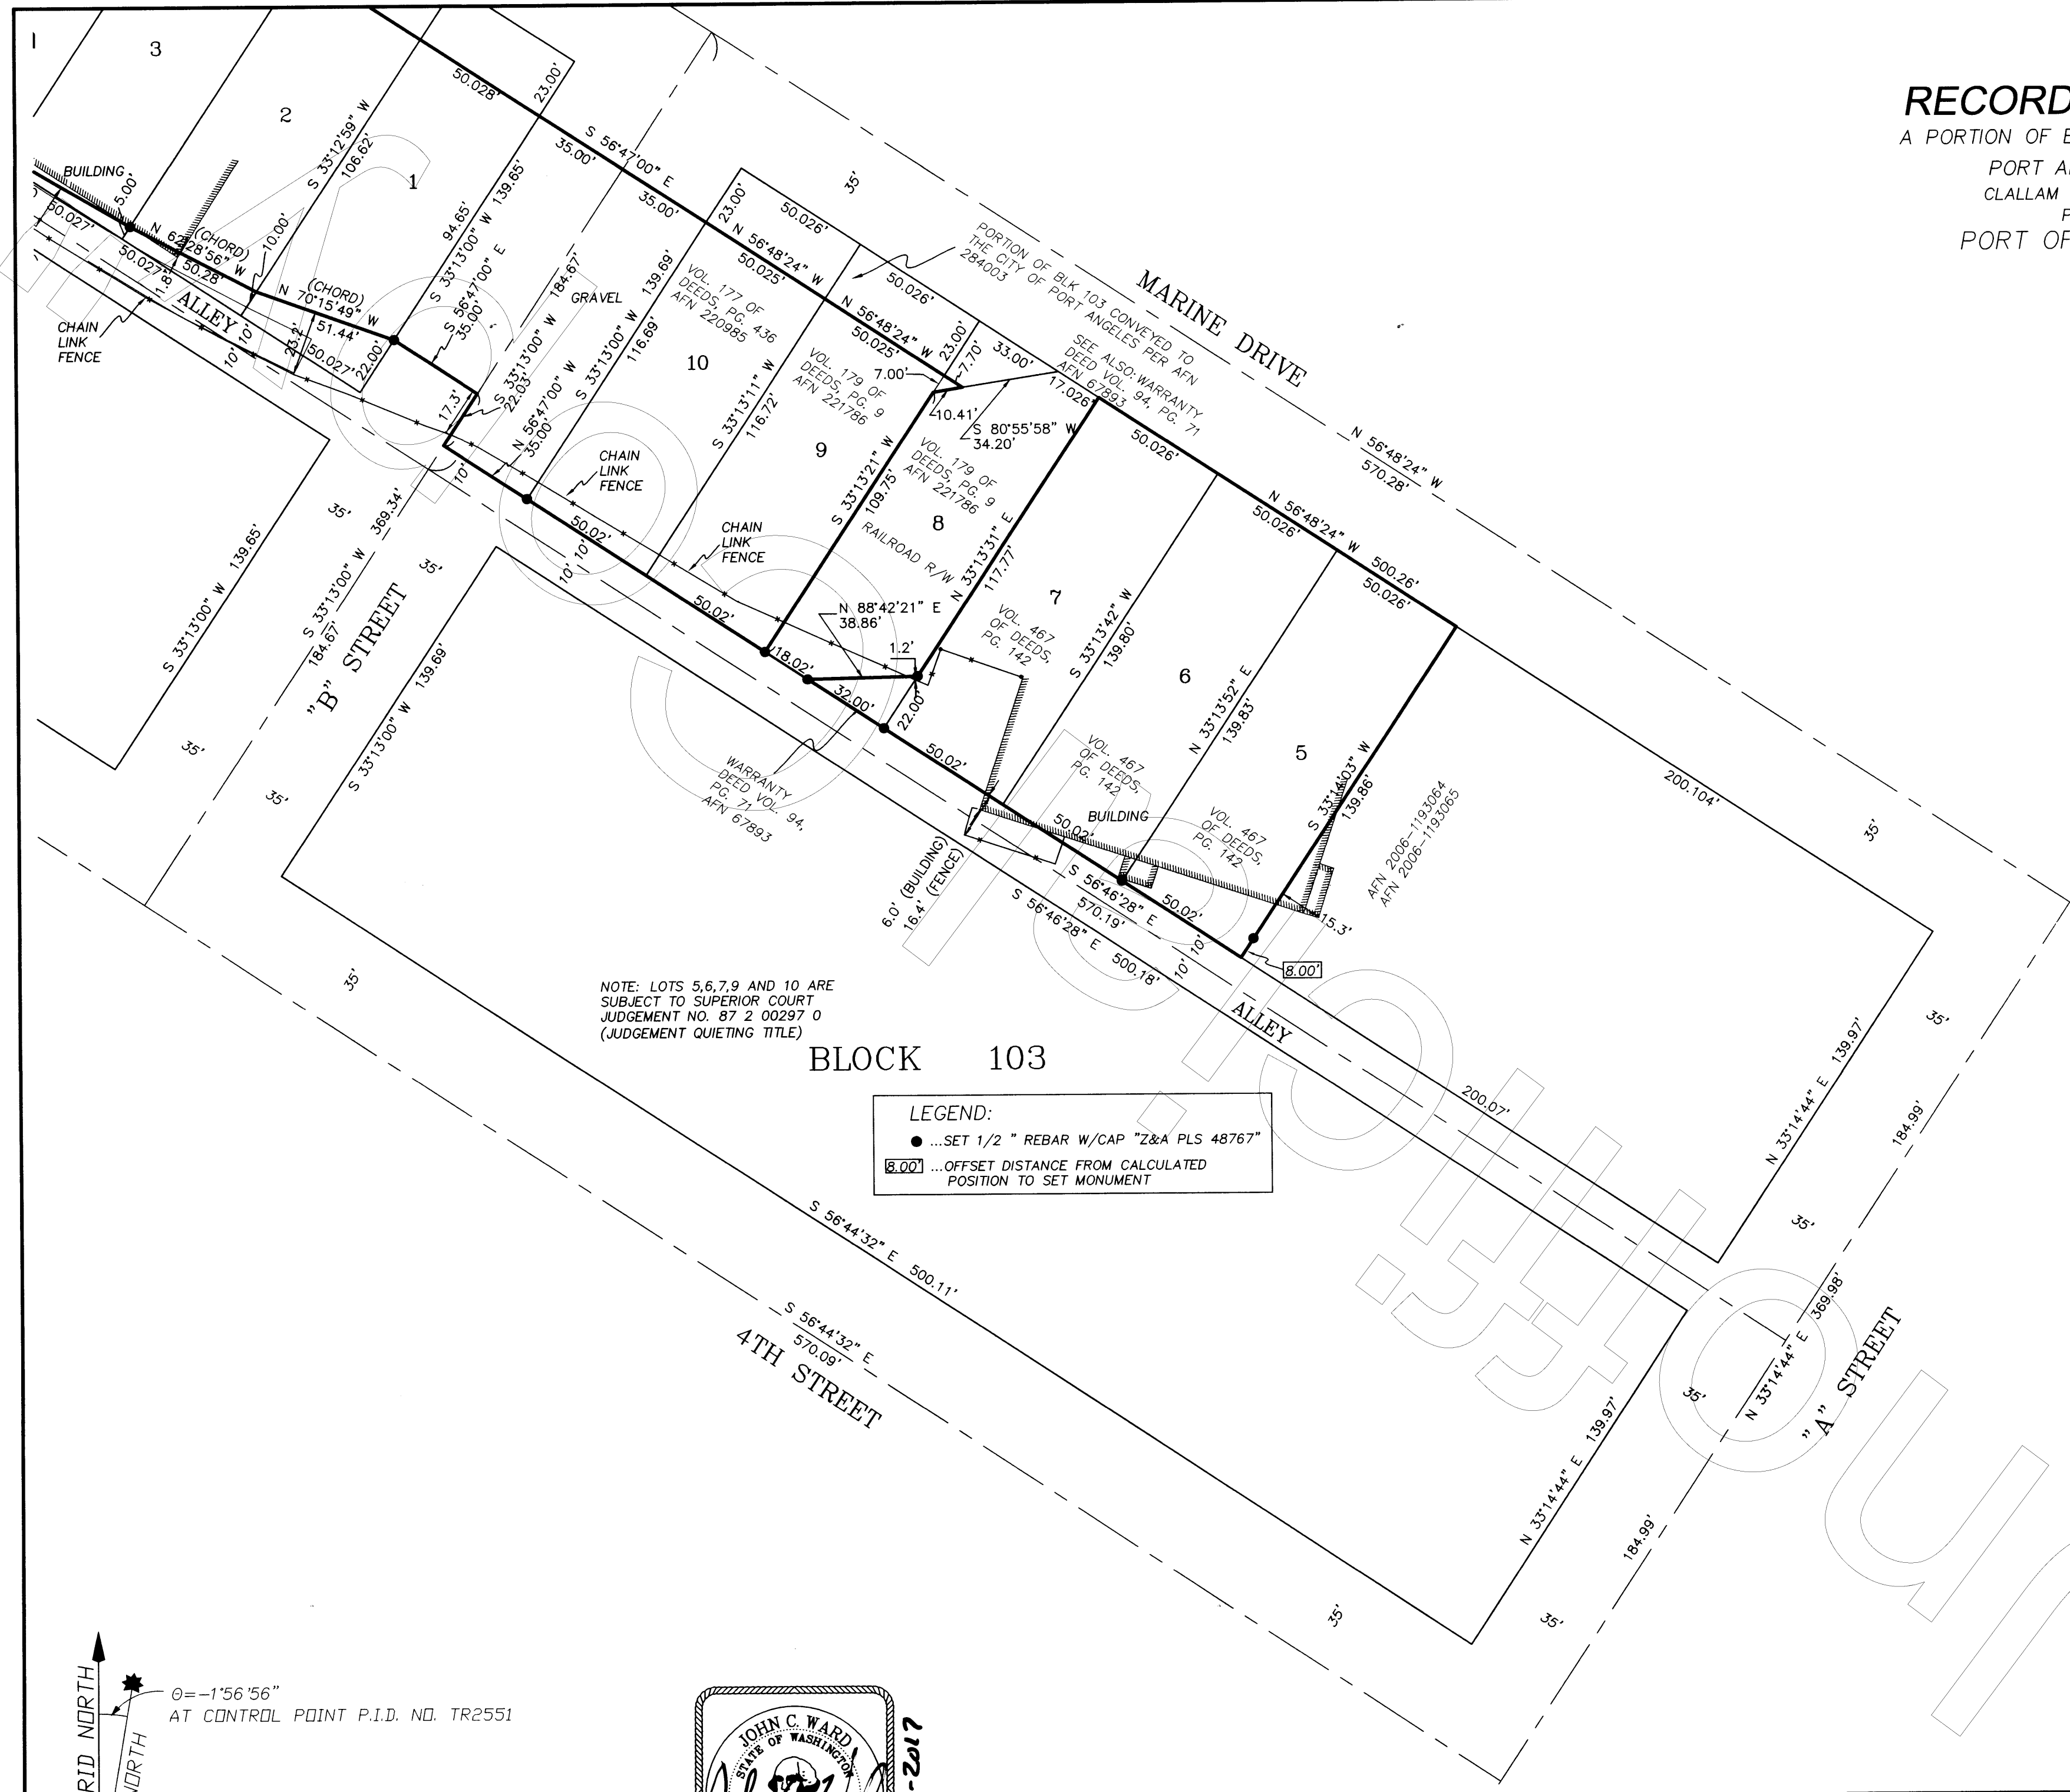 RECORD
A PORTION OF
PORT
CLALLAM
PORT OF
3
2
1
BUILDING
5.00'
50.027'
50.027'
N 62°28'56" W
(CHORD)
50.28'
1.8'
10.00'
S 33°12'59" W
106.62'
50.028'
23.00'
S 56°47'00" E
35.00'
35.00'
94.65'
S 33°13'00" W 139.65'
S 56°47'00" E
35.00'
(CHORD)
N 70°15'49" W
51.44'
50.027'
23.2'
22.00'
ALLEY
10'
10'
CHAIN
LINK
FENCE
184.67'
S 33°13'00" W
22.03'
17.3'
GRAVEL
N 56°47'00" W
35.00'
10'
S 33°13'00" W 139.69'
116.69'
23.00'
50.026'
N 56°48'24" W
50.025'
VOL. 177 OF
DEEDS, PG. 436
AFN 220985
10
S 33°13'11" W
116.72'
50.026'
N 56°48'24" W
50.025'
VOL. 179 OF
DEEDS, PG. 9
AFN 221786
9
S 33°13'21" W
109.75'
7.00'
23.00'
7.70'
33.00'
10.41'
S 80°55'58" W
34.20'
17.026'
VOL. 179 OF
DEEDS, PG. 9
AFN 221786
8
RAILROAD R/W
N 33°13'31" E
117.77'
PORTION OF BLK 103 CONVEYED TO
THE CITY OF PORT ANGELES PER AFN
284003
SEE ALSO: WARRANTY
DEED VOL. 94, PG. 71
AFN 67893
MARINE DRIVE
35'
N 56°48'24" W
570.28'
50.026'
50.026'
N 56°48'24" W 500.26'
50.026'
200.104'
7
VOL. 467
OF DEEDS,
PG. 142
S 33°13'42" W
139.80'
6
VOL. 467
OF DEEDS,
PG. 142
N 33°13'52" E
139.83'
5
VOL. 467
OF DEEDS,
PG. 142
S 33°14'03" W
139.86'
AFN 2006-1193064
AFN 2006-1193065
CHAIN
LINK
FENCE
CHAIN
LINK
FENCE
50.02'
10'
10'
50.02'
N 88°42'21" E
38.86'
1.2'
18.02'
32.00'
22.00'
50.02'
50.02'
BUILDING
50.02'
15.3'
8.00'
WARRANTY
DEED VOL. 94,
PG. 71
AFN 67893
6.0' (BUILDING)
16.4' (FENCE)
S 56°46'28" E
570.19'
S 56°46'28" E 500.18'
10'
10'
ALLEY
200.07'
S 33°13'00" W 139.65'
S 33°13'00" W 369.34'
184.67'
"B" STREET
35'
35'
35'
35'
S 33°13'00" W 139.69'
35'
NOTE: LOTS 5,6,7,9 AND 10 ARE
SUBJECT TO SUPERIOR COURT
JUDGEMENT NO. 87 2 00297 0
(JUDGEMENT QUIETING TITLE)
BLOCK 103
LEGEND:
● ...SET 1/2 " REBAR W/CAP "Z&A PLS 48767"
8.00' ...OFFSET DISTANCE FROM CALCULATED
POSITION TO SET MONUMENT
S 56°44'32" E 500.11'
S 56°44'32" E
570.09'
4TH STREET
35'
35'
N 33°14'44" E 139.97'
184.99'
35'
N 33°14'44" E 369.98'
"A" STREET
35'
N 33°14'44" E 139.97'
184.99'
35'
35'
Θ=-1°56'56"
AT CONTROL POINT P.I.D. NO. TR2551
NORTH
NORTH
JOHN C. WARD
STATE OF WASHINGTON
-2017